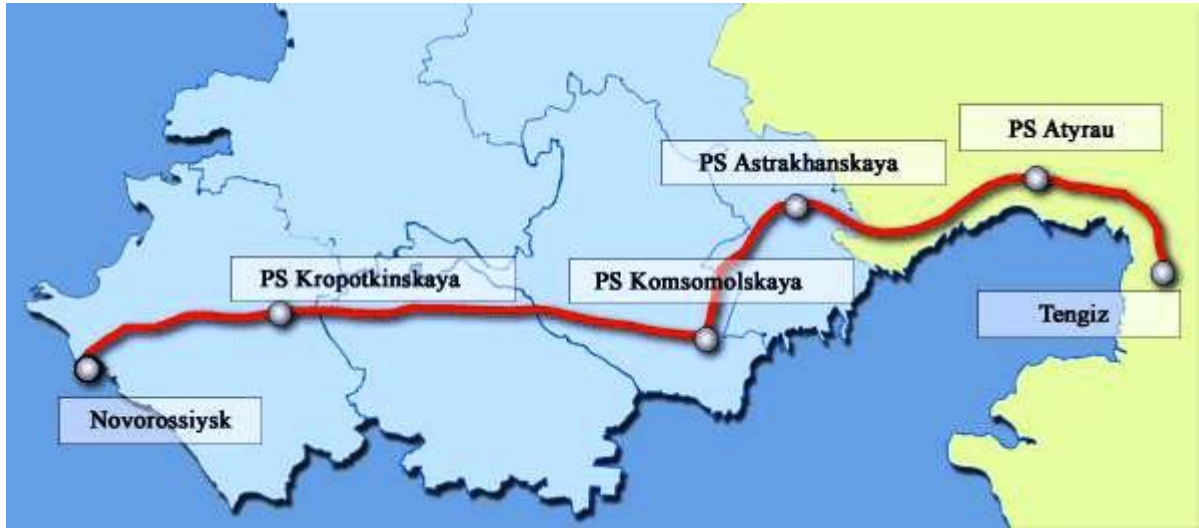 PS Atyrau
PS Astrakhanskaya
PS Kropotkinskaya
PS Komsomolskaya
Tengiz
Novorossiysk